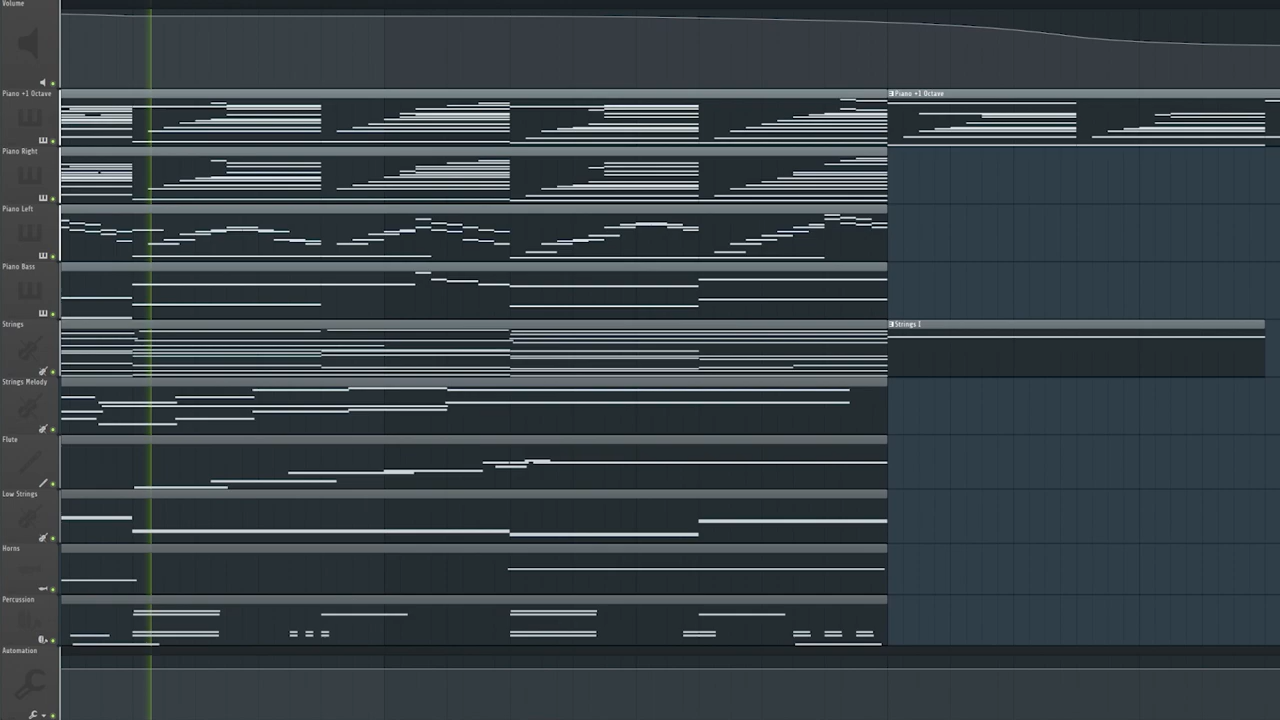 Volume
Piano +1 Octave
Piano +1 Octave
Piano Right
Piano Left
Piano Bass
Strings
Strings I
Strings Melody
Flute
Low Strings
Horns
Percussion
Automation